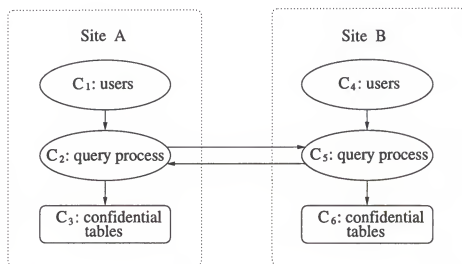 Site A
C₁: users
C₂: query process
C₃: confidential
tables
Site B
C₄: users
C₅: query process
C₆: confidential
tables